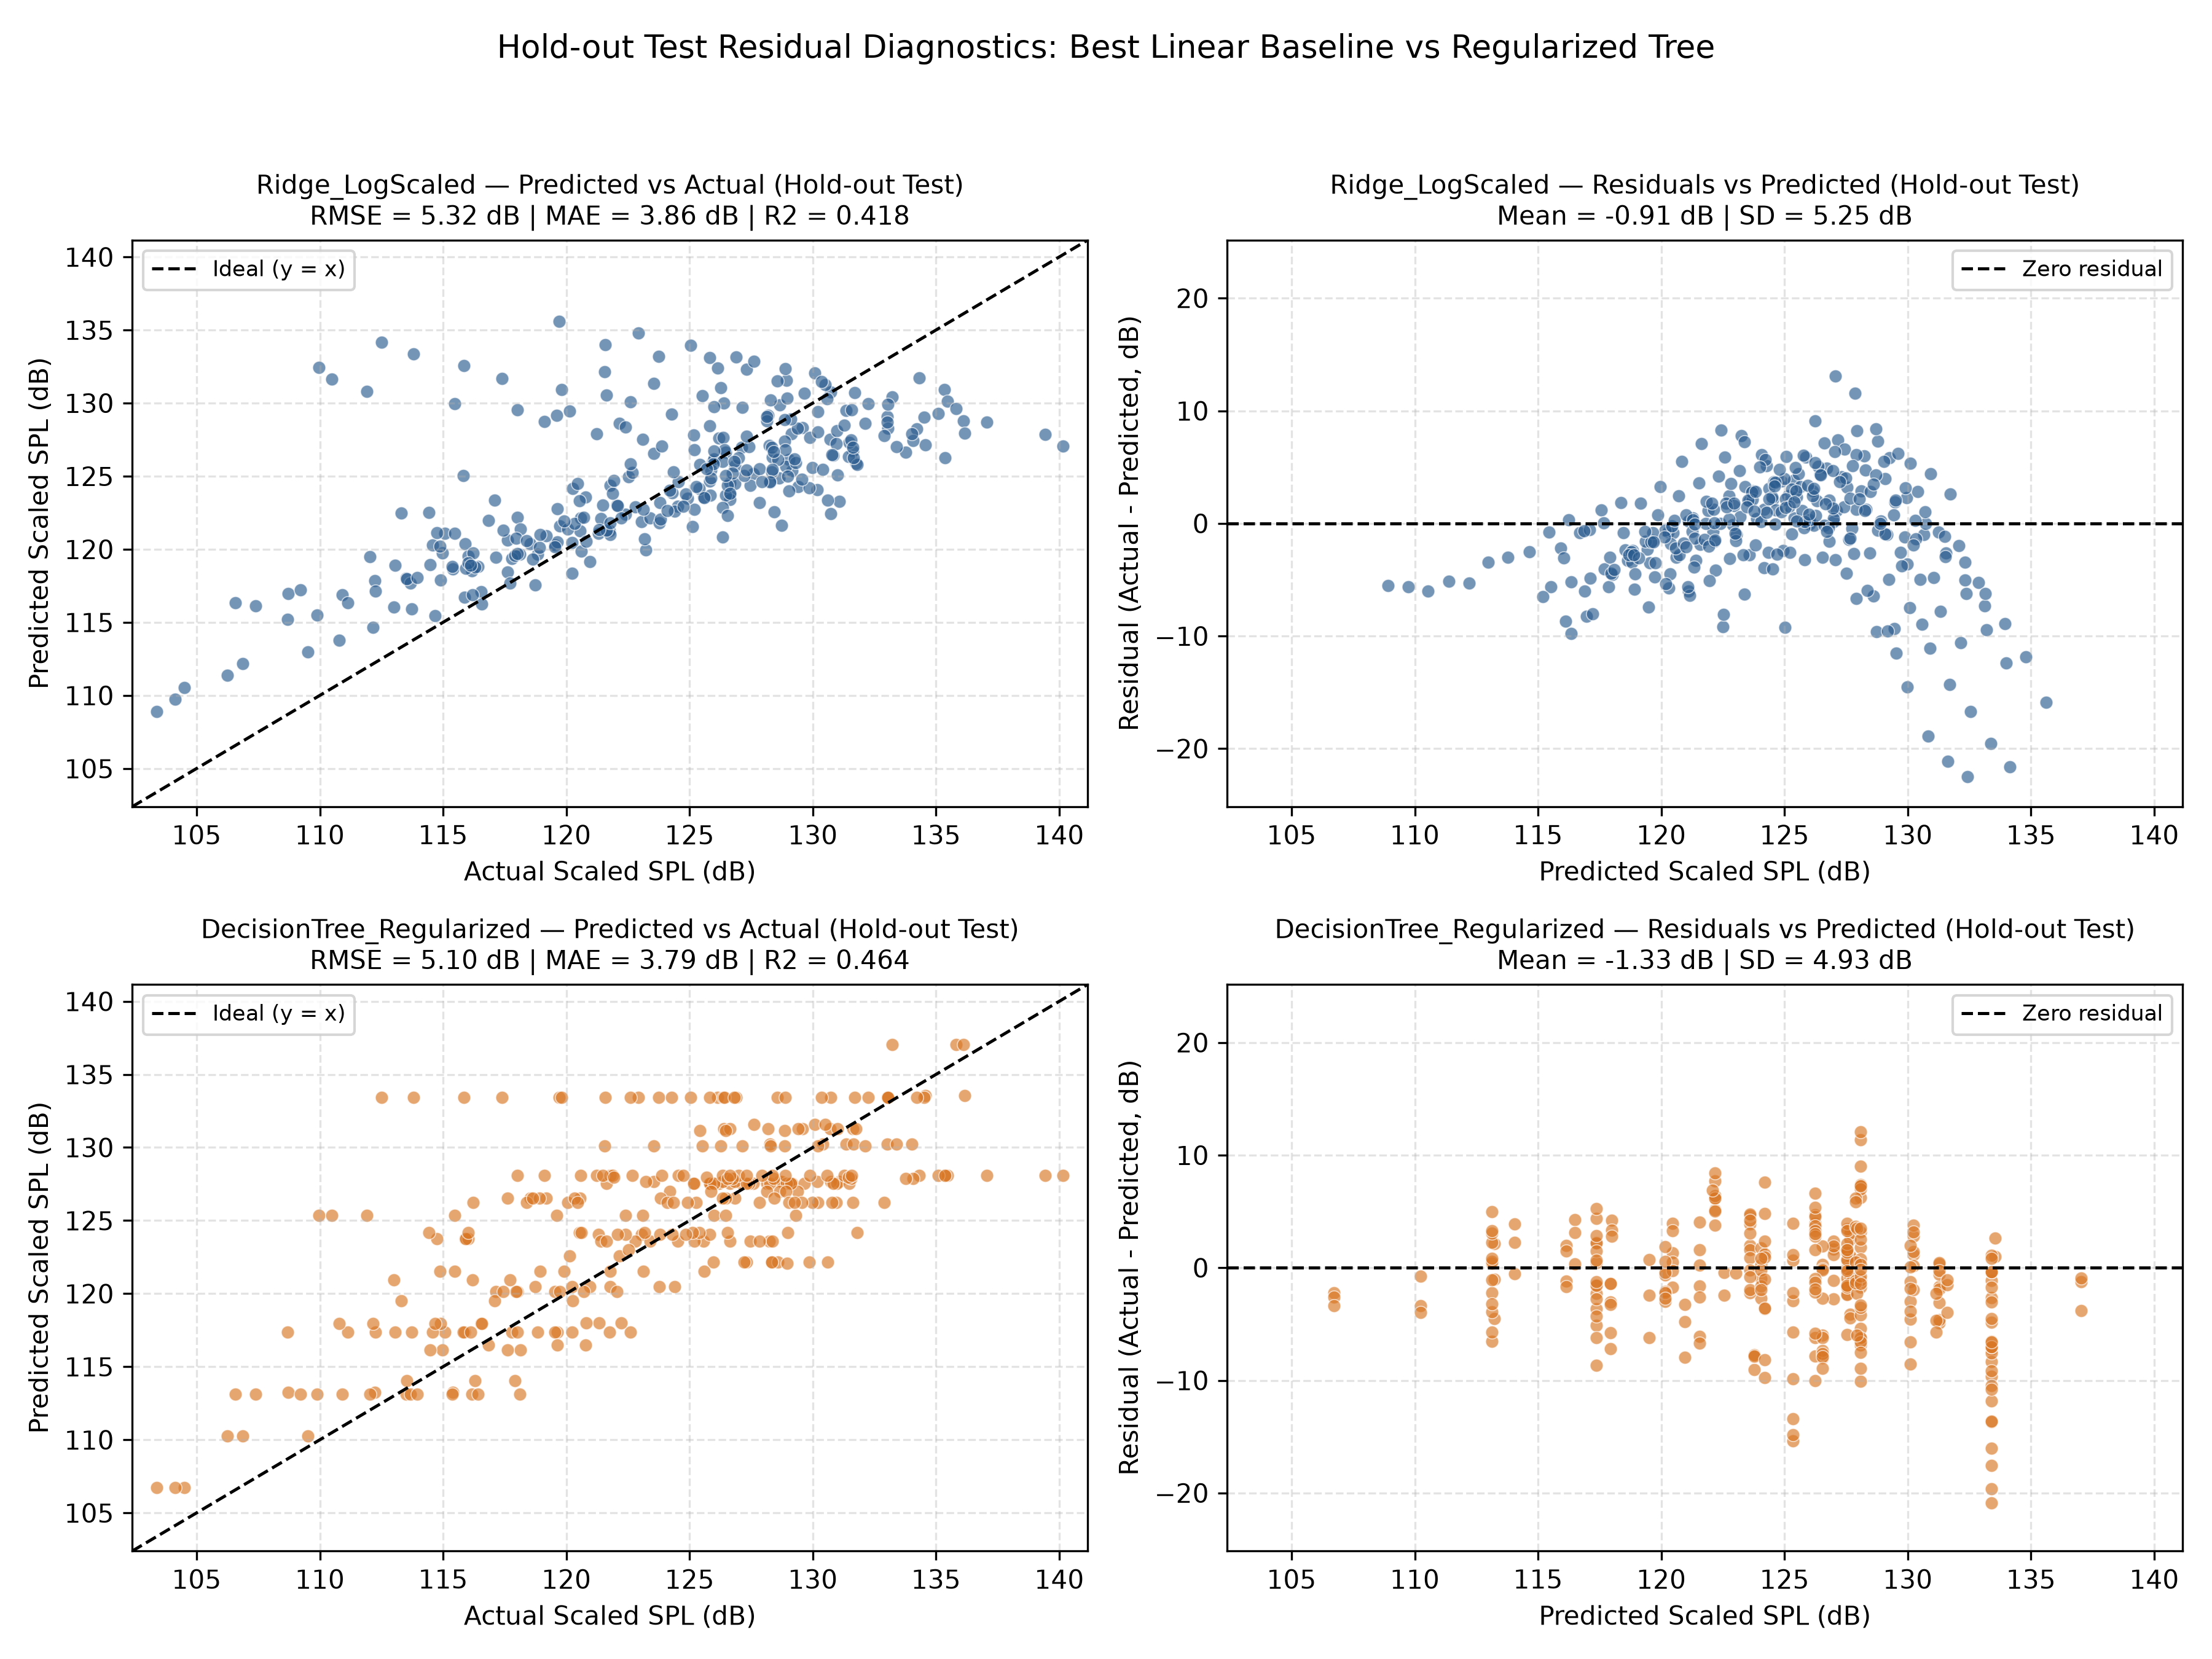 Hold-out Test Residual Diagnostics: Best Linear Baseline vs Regularized Tree
Ridge_LogScaled — Predicted vs Actual (Hold-out Test)
RMSE = 5.32 dB | MAE = 3.86 dB | R2 = 0.418
Ideal (y = x)
Predicted Scaled SPL (dB)
140
135
130
125
120
115
110
105
105 110 115 120 125 130 135 140
Actual Scaled SPL (dB)
Ridge_LogScaled — Residuals vs Predicted (Hold-out Test)
Mean = -0.91 dB | SD = 5.25 dB
Zero residual
Residual (Actual - Predicted, dB)
20
10
0
−10
−20
105 110 115 120 125 130 135 140
Predicted Scaled SPL (dB)
DecisionTree_Regularized — Predicted vs Actual (Hold-out Test)
RMSE = 5.10 dB | MAE = 3.79 dB | R2 = 0.464
Ideal (y = x)
Predicted Scaled SPL (dB)
140
135
130
125
120
115
110
105
105 110 115 120 125 130 135 140
Actual Scaled SPL (dB)
DecisionTree_Regularized — Residuals vs Predicted (Hold-out Test)
Mean = -1.33 dB | SD = 4.93 dB
Zero residual
Residual (Actual - Predicted, dB)
20
10
0
−10
−20
105 110 115 120 125 130 135 140
Predicted Scaled SPL (dB)